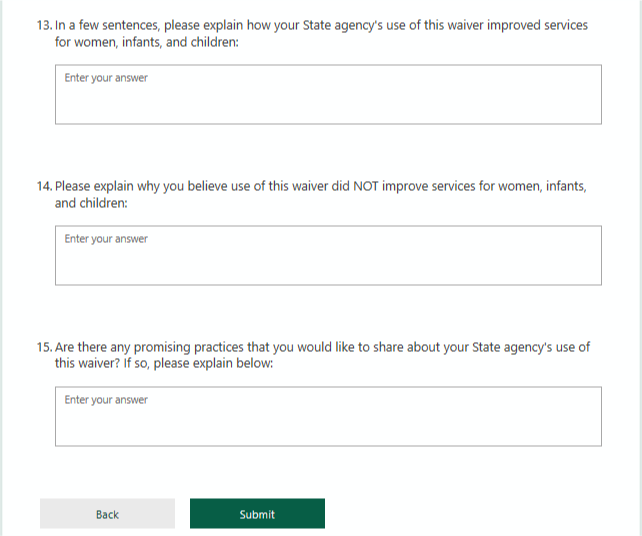 13. In a few sentences, please explain how your State agency's use of this waiver improved services
for women, infants, and children:
Enter your answer
14. Please explain why you believe use of this waiver did NOT improve services for women, infants,
and children:
Enter your answer
15. Are there any promising practices that you would like to share about your State agency's use of
this waiver? If so, please explain below:
Enter your answer
Back
Submit